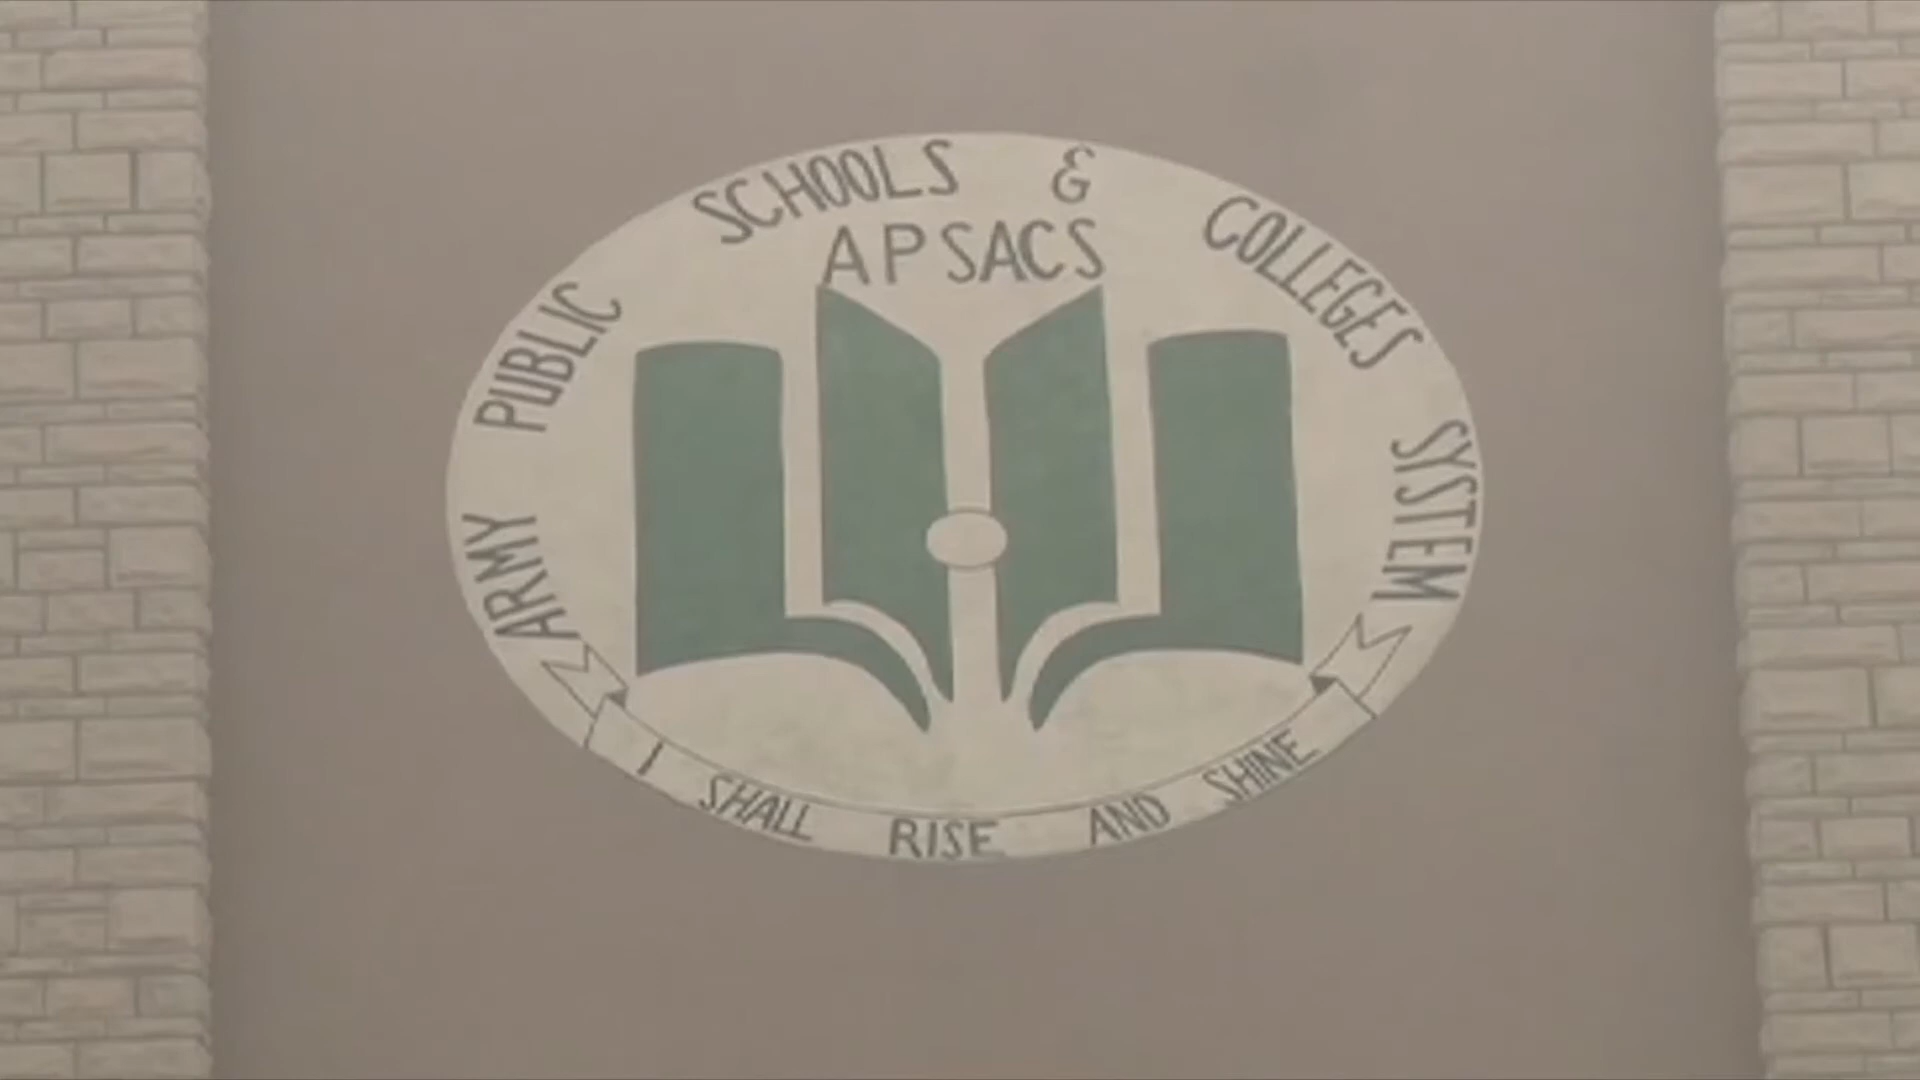 ARMY PUBLIC SCHOOLS & COLLEGES SYSTEM
APSACS
I SHALL RISE AND SHINE